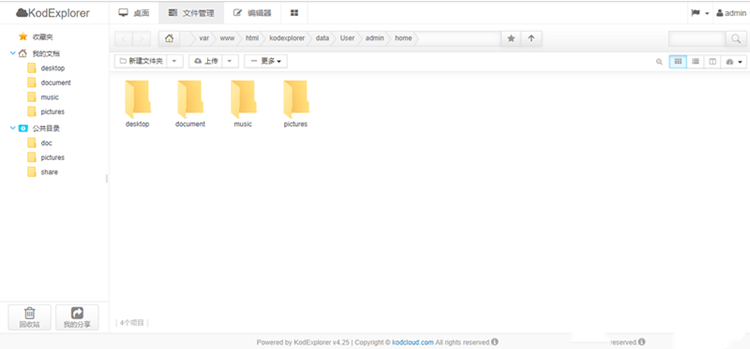 KodExplorer 桌面 文件管理 编辑器 admin
var www html kodexplorer data User admin home
新建文件夹 上传 更多
收藏夹
我的文档
desktop
document
music
pictures
公共目录
doc
pictures
share
desktop document music pictures
回收站 我的分享
4个项目
Powered by KodExplorer v4.25 | Copyright © kodcloud.com All rights reserved. reserved.